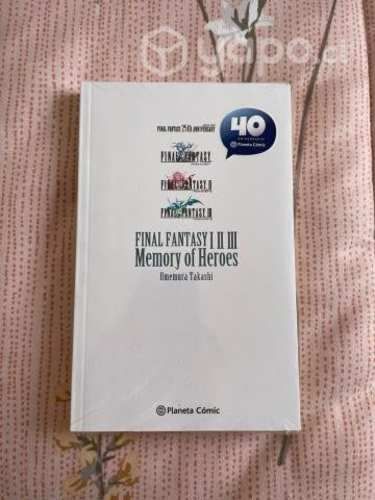 yapo.cl
FINAL FANTASY 25th ANNIVERSARY
40
ANIVERSARIO
Planeta Cómic
FINAL FANTASY
FINAL FANTASY II
FINAL FANTASY III
FINAL FANTASY I II III
Memory of Heroes
Umemura Takashi
Planeta Cómic